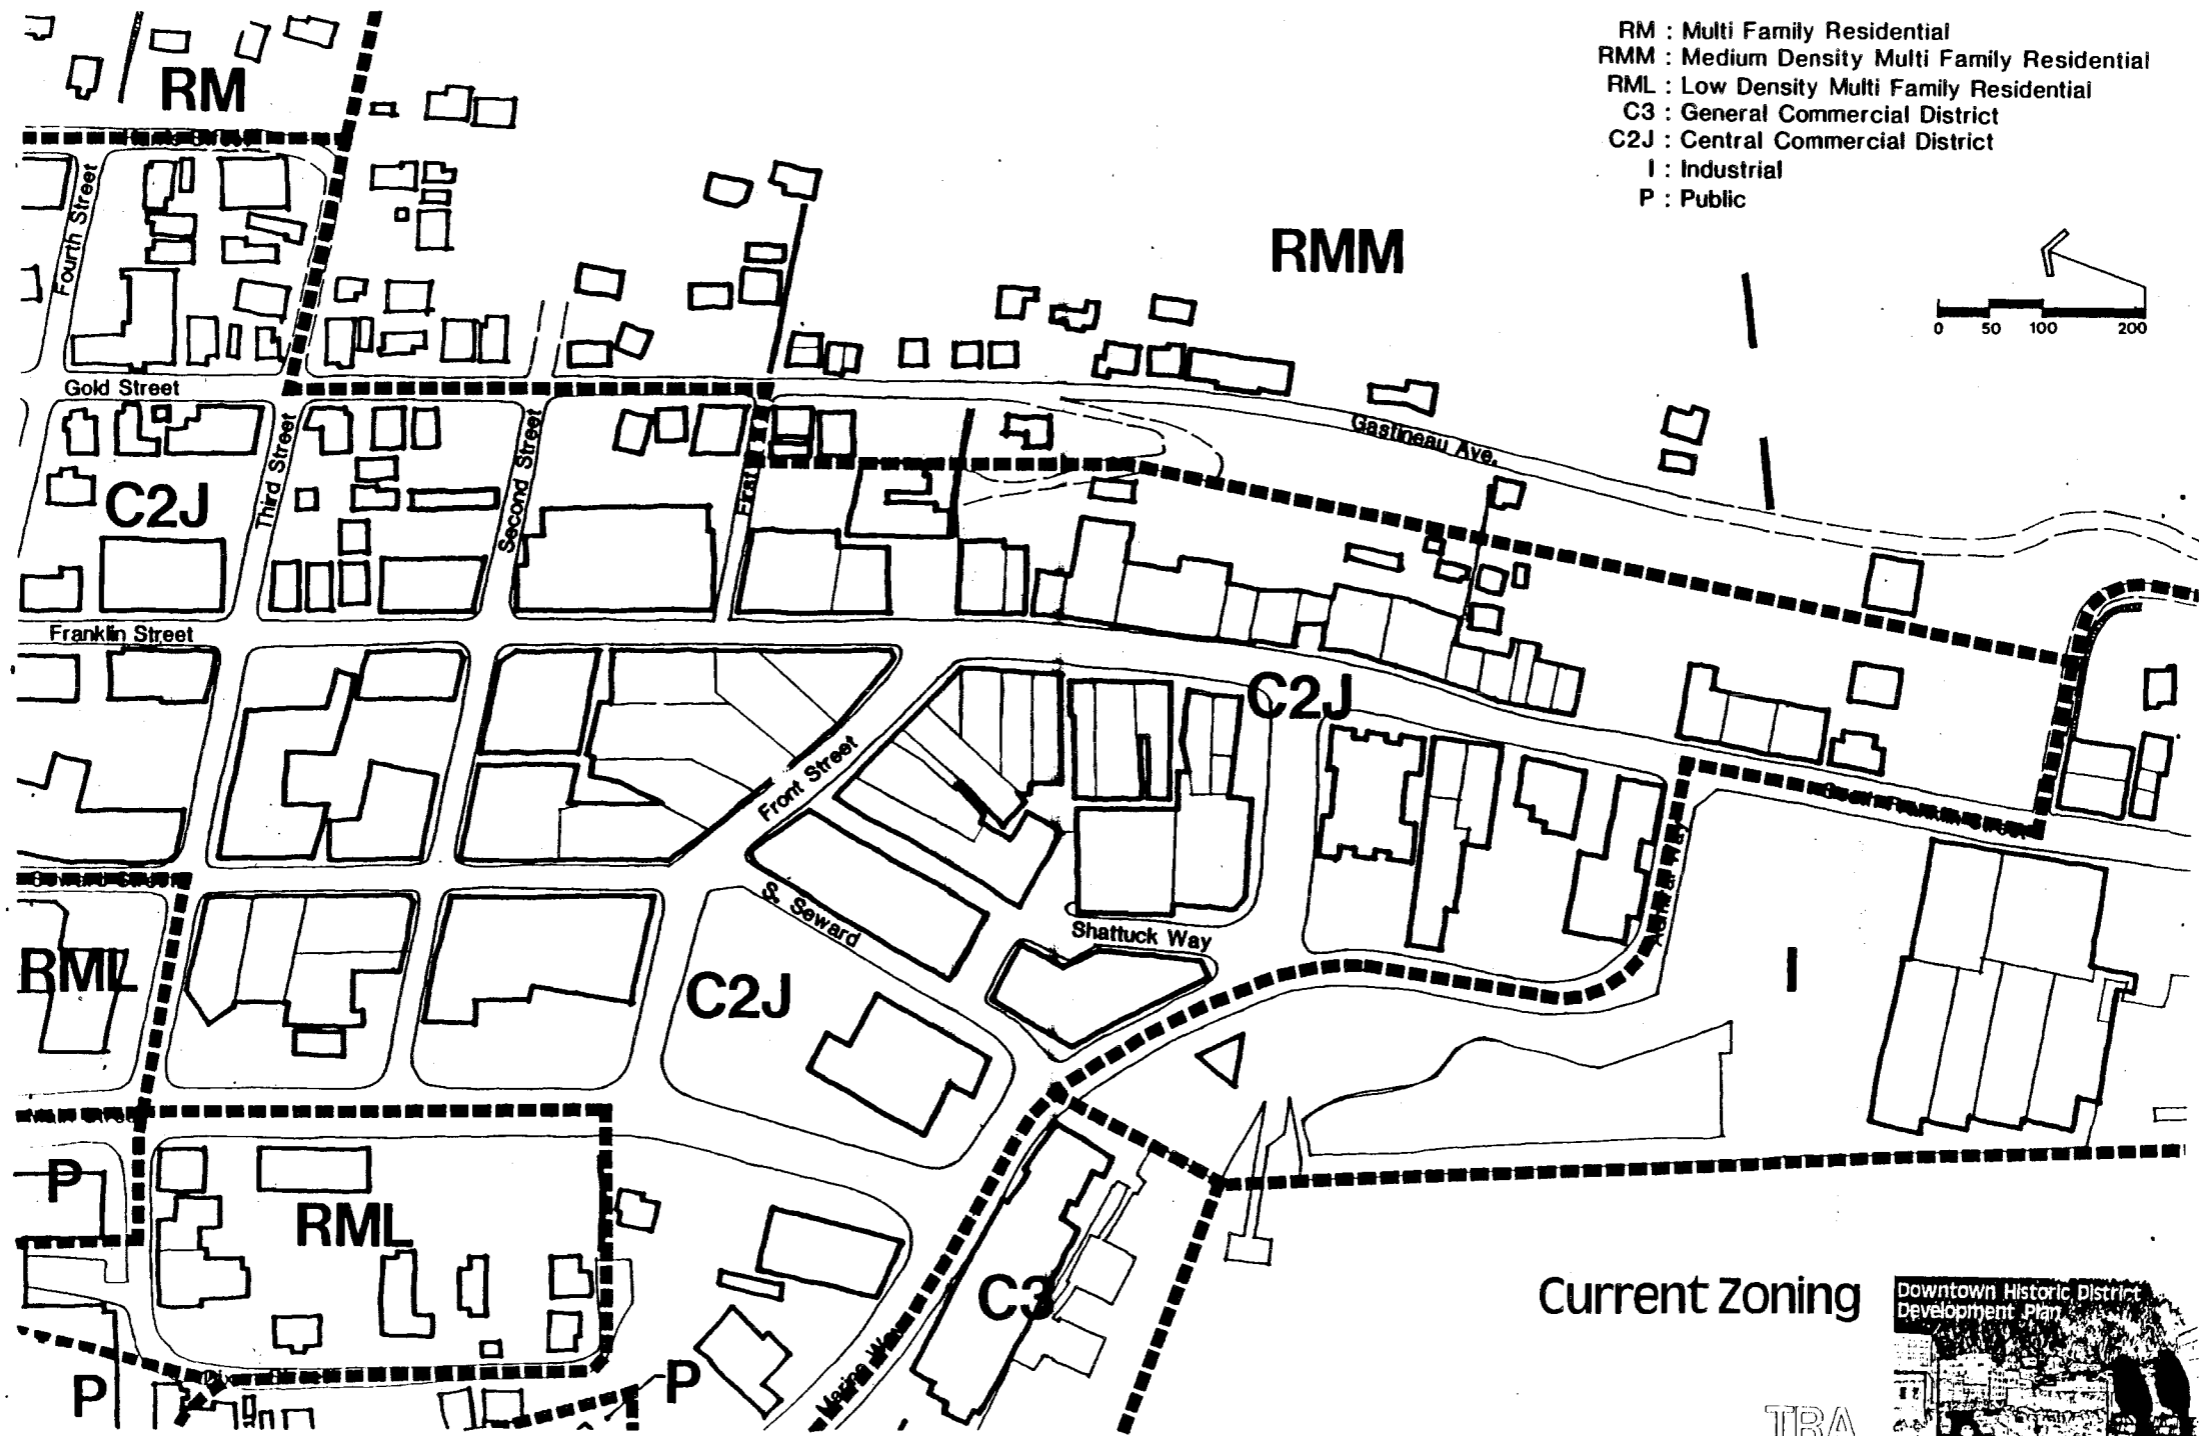 RM : Multi Family Residential
RMM : Medium Density Multi Family Residential
RML : Low Density Multi Family Residential
C3 : General Commercial District
C2J : Central Commercial District
I : Industrial
P : Public
RM
Fourth Street
RMM
0 50 100 200
Gold Street
Gastineau Ave.
Third Street
Second Street
First
C2J
Franklin Street
C2J
Front Street
S. Seward
Shattuck Way
RML
C2J
I
P
RML
C3
Marine
P
P
Current Zoning
Downtown Historic District
Development Plan
TRA